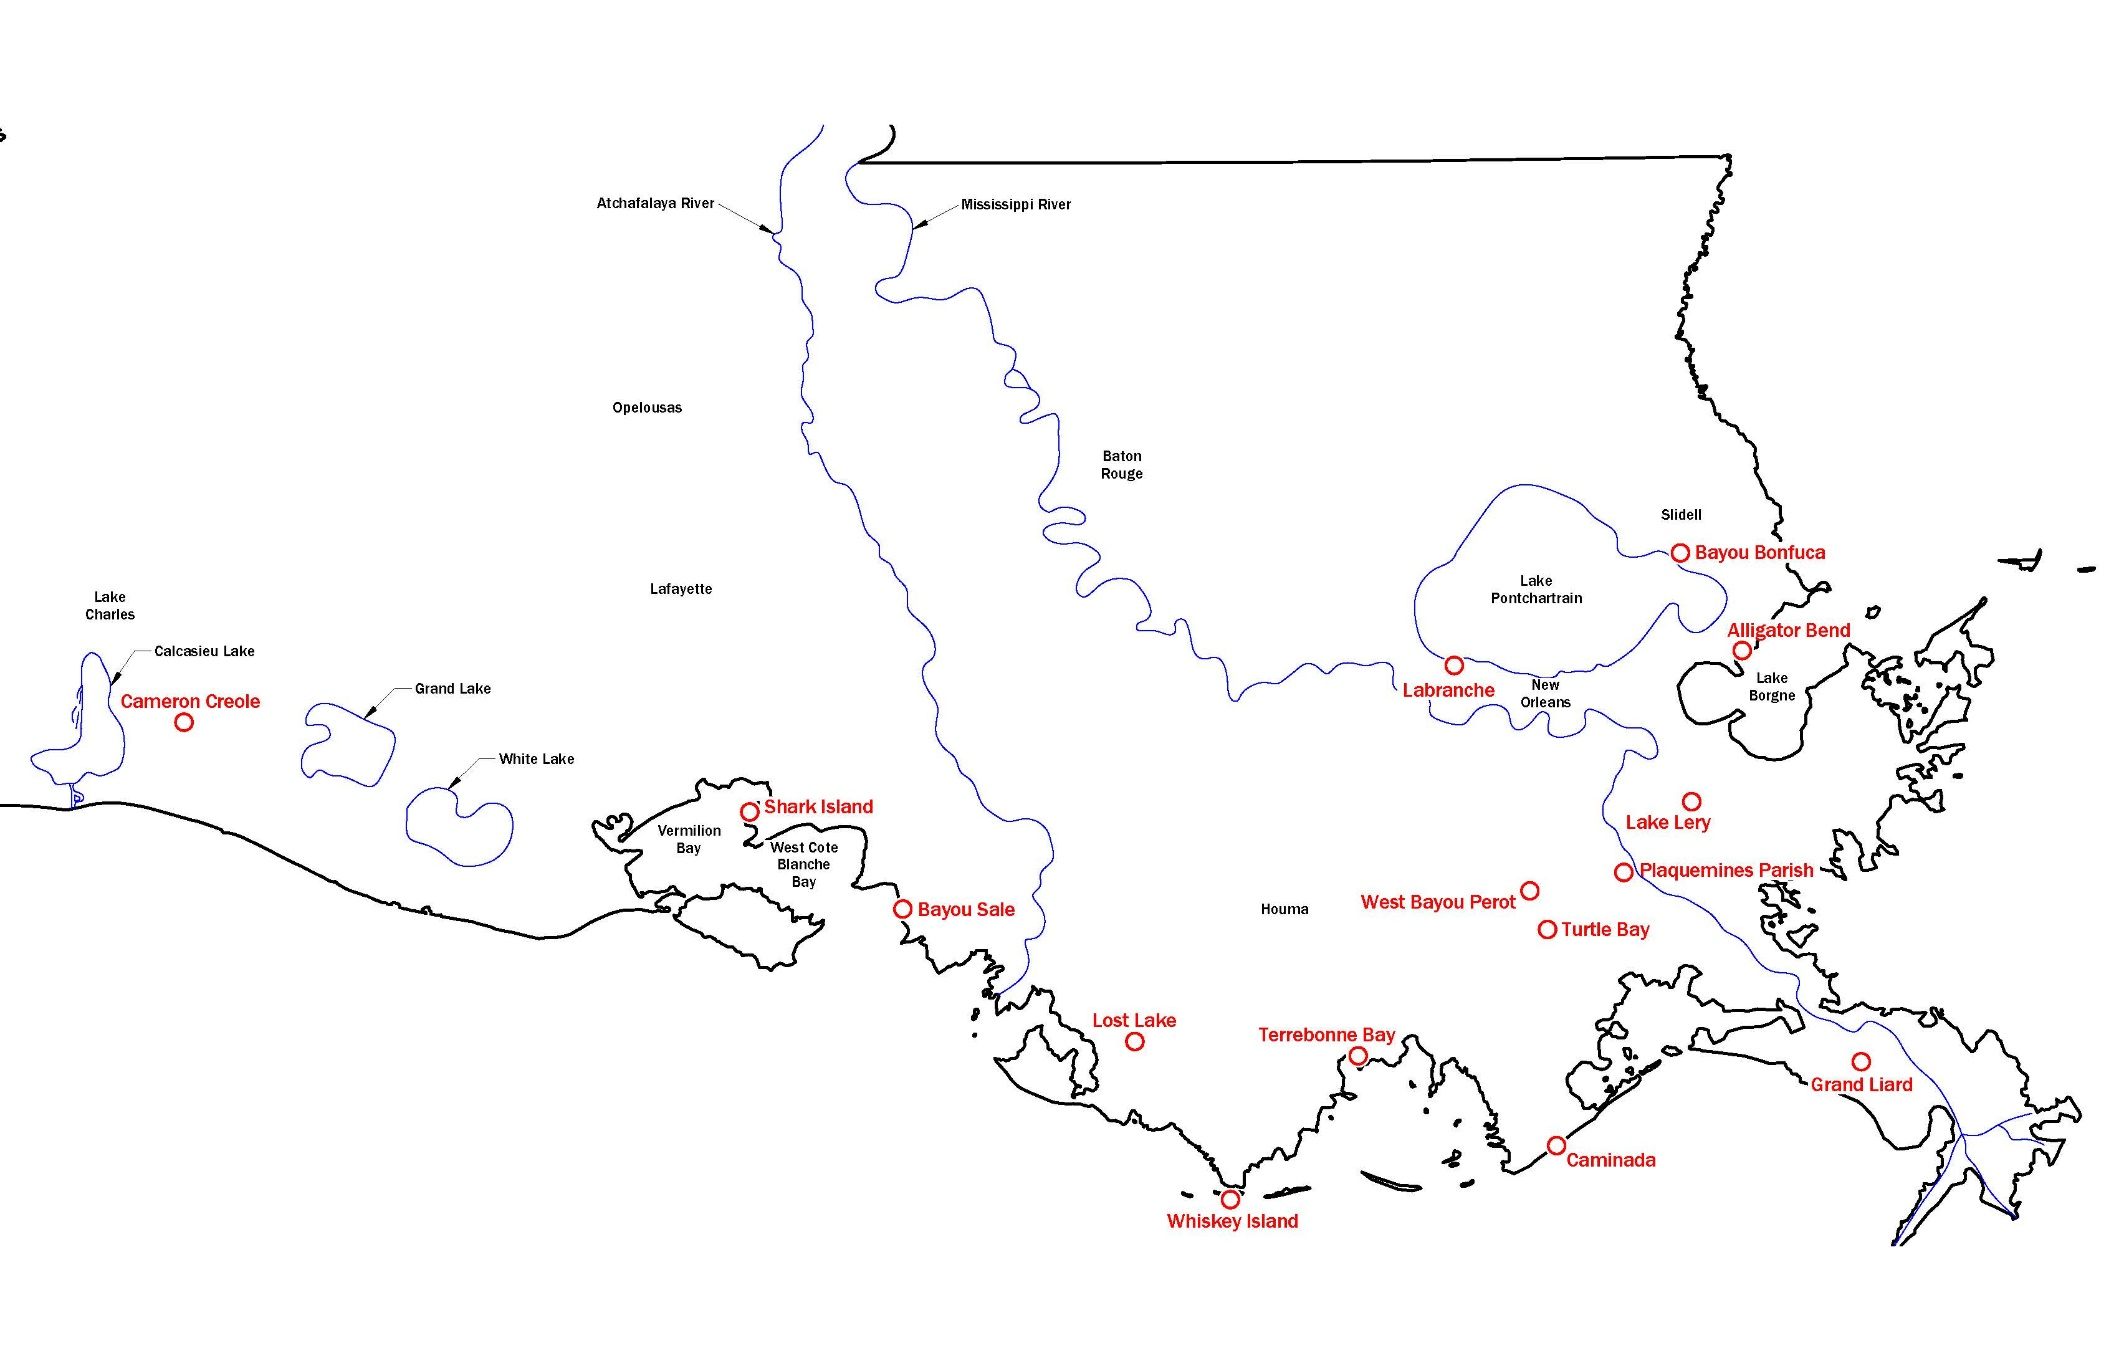 Atchafalaya River
Mississippi River
Opelousas
Baton
Rouge
Slidell
Bayou Bonfuca
Lake
Pontchartrain
Lafayette
Lake
Charles
Calcasieu Lake
Alligator Bend
Cameron Creole
Grand Lake
Labranche
New
Orleans
Lake
Borgne
White Lake
Shark Island
Vermilion
Bay
West Cote
Blanche
Bay
Lake Lery
Plaquemines Parish
West Bayou Perot
Bayou Sale
Houma
Turtle Bay
Lost Lake
Terrebonne Bay
Grand Liard
Caminada
Whiskey Island